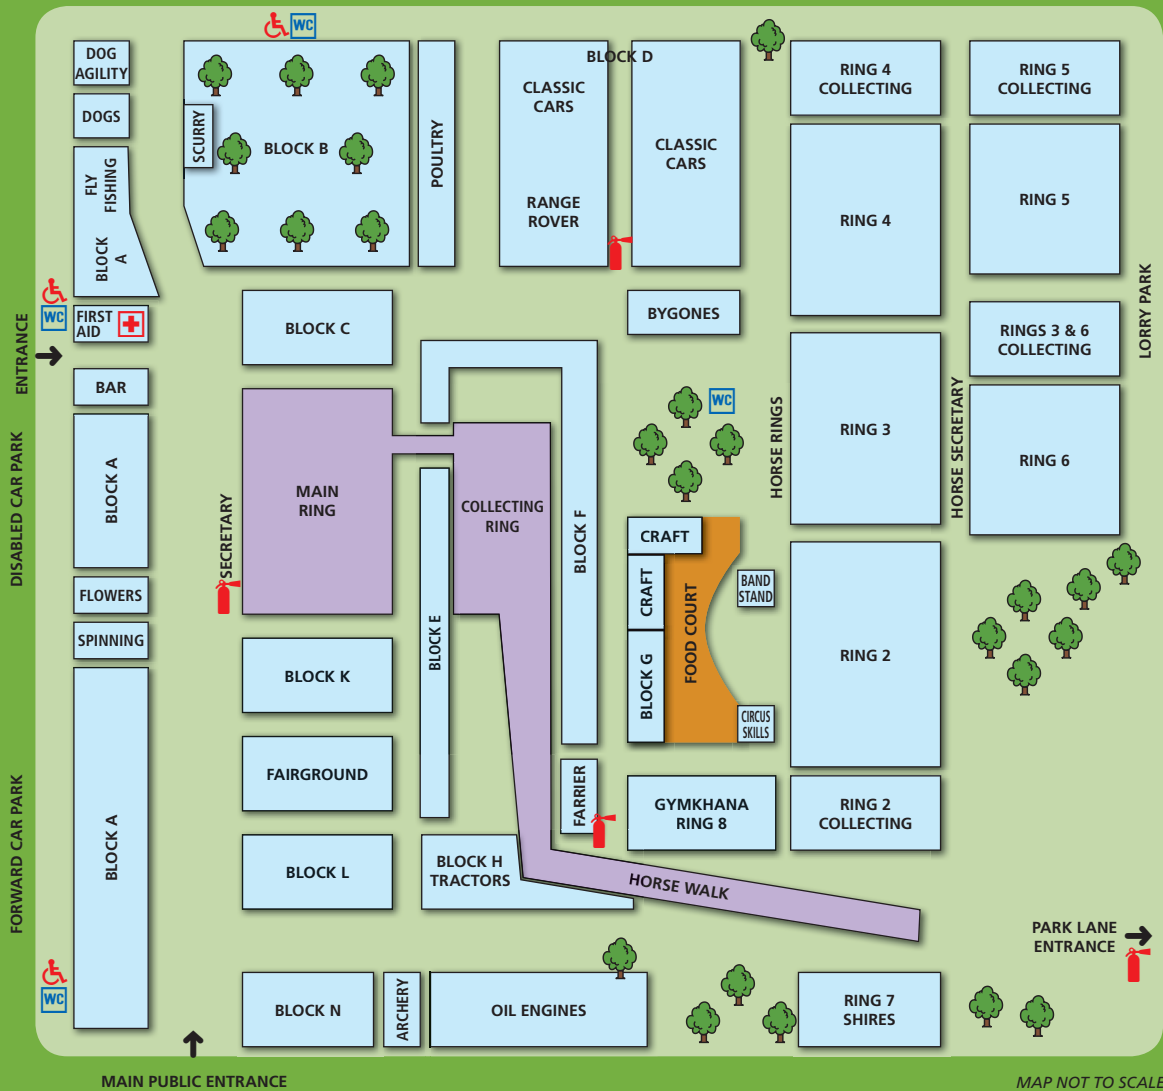 WC
DOG
AGILITY
DOGS
FLY
FISHING
BLOCK
A
WC
FIRST
AID
ENTRANCE
BAR
BLOCK A
DISABLED CAR PARK
FLOWERS
SPINNING
BLOCK A
FORWARD CAR PARK
WC
SCURRY
BLOCK B
POULTRY
BLOCK D
CLASSIC
CARS
RANGE
ROVER
CLASSIC
CARS
BYGONES
BLOCK C
MAIN
RING
SECRETARY
COLLECTING
RING
BLOCK F
BLOCK E
BLOCK K
FAIRGROUND
BLOCK L
BLOCK H
TRACTORS
FARRIER
HORSE WALK
WC
CRAFT
CRAFT
BLOCK G
FOOD COURT
BAND
STAND
CIRCUS
SKILLS
GYMKHANA
RING 8
RING 4
COLLECTING
RING 4
RING 3
HORSE RINGS
RING 2
RING 2
COLLECTING
RING 5
COLLECTING
RING 5
RINGS 3 & 6
COLLECTING
RING 6
HORSE SECRETARY
LORRY PARK
PARK LANE
ENTRANCE
BLOCK N
ARCHERY
OIL ENGINES
RING 7
SHIRES
MAIN PUBLIC ENTRANCE
MAP NOT TO SCALE